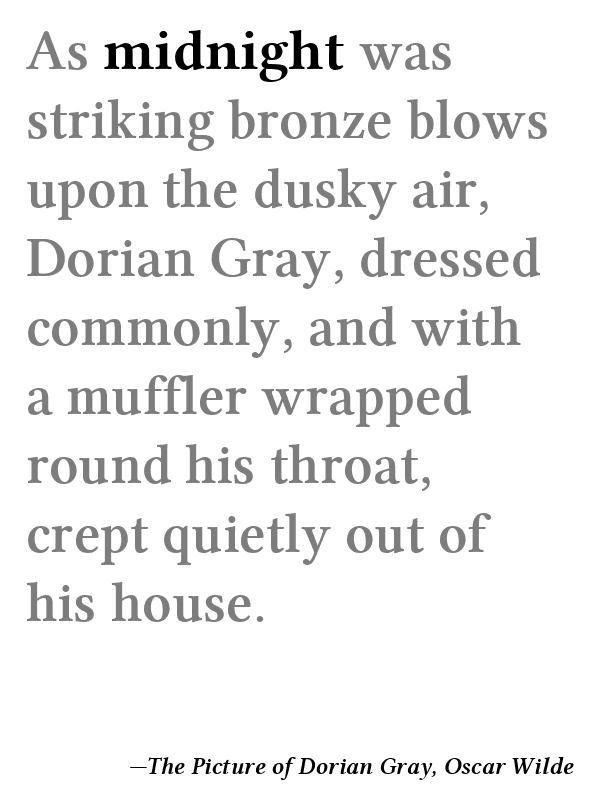 As midnight was
striking bronze blows
upon the dusky air,
Dorian Gray, dressed
commonly, and with
a muffler wrapped
round his throat,
crept quietly out of
his house.
—The Picture of Dorian Gray, Oscar Wilde